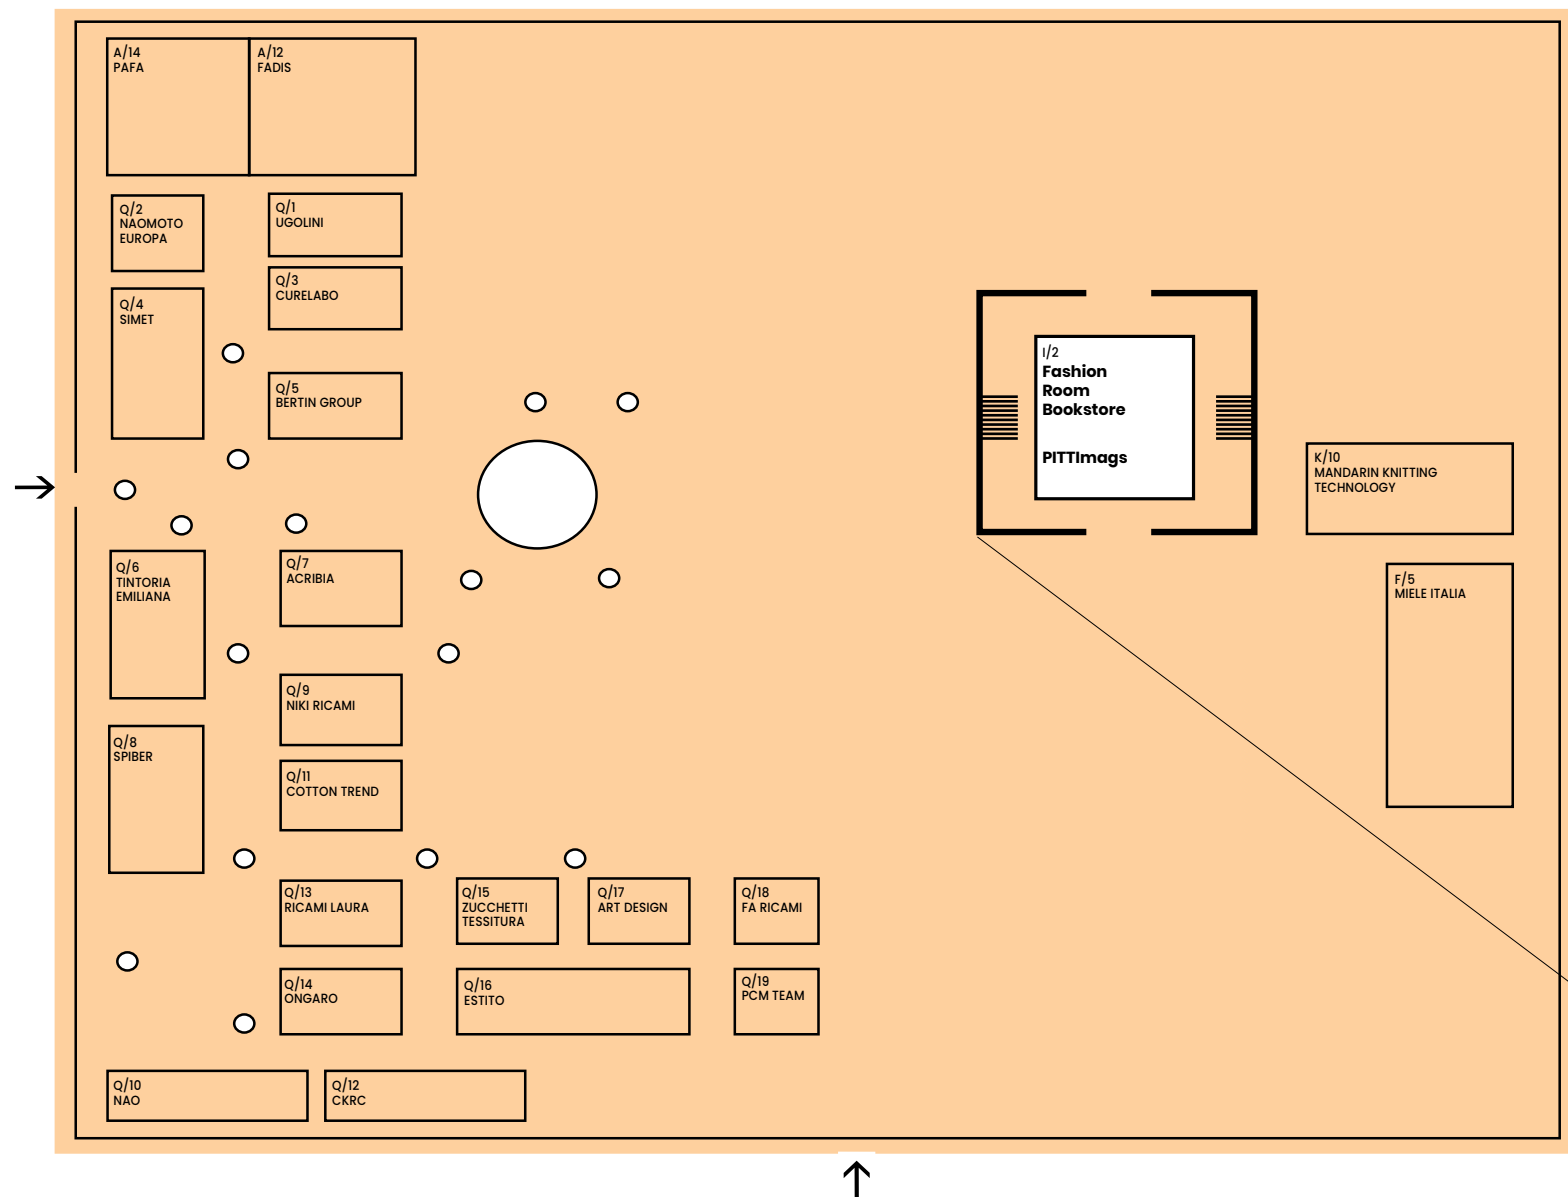 A/14
PAFA
A/12
FADIS
Q/2
NAOMOTO
EUROPA
Q/1
UGOLINI
Q/3
CURELABO
Q/4
SIMET
Q/5
BERTIN GROUP
I/2
Fashion
Room
Bookstore
PITTImags
K/10
MANDARIN KNITTING
TECHNOLOGY
Q/6
TINTORIA
EMILIANA
Q/7
ACRIBIA
F/5
MIELE ITALIA
Q/9
NIKI RICAMI
Q/8
SPIBER
Q/11
COTTON TREND
Q/13
RICAMI LAURA
Q/15
ZUCCHETTI
TESSITURA
Q/17
ART DESIGN
Q/18
FA RICAMI
Q/14
ONGARO
Q/16
ESTITO
Q/19
PCM TEAM
Q/10
NAO
Q/12
CKRC